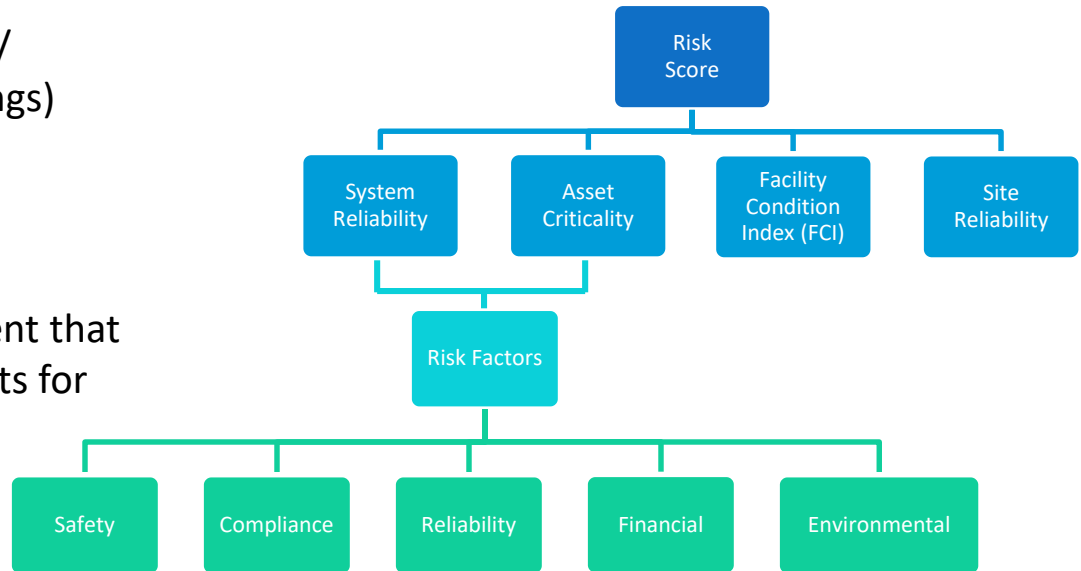 ngs)
ent that
ts for
Risk
Score
System
Reliability
Asset
Criticality
Facility
Condition
Index (FCI)
Site
Reliability
Risk Factors
Safety
Compliance
Reliability
Financial
Environmental